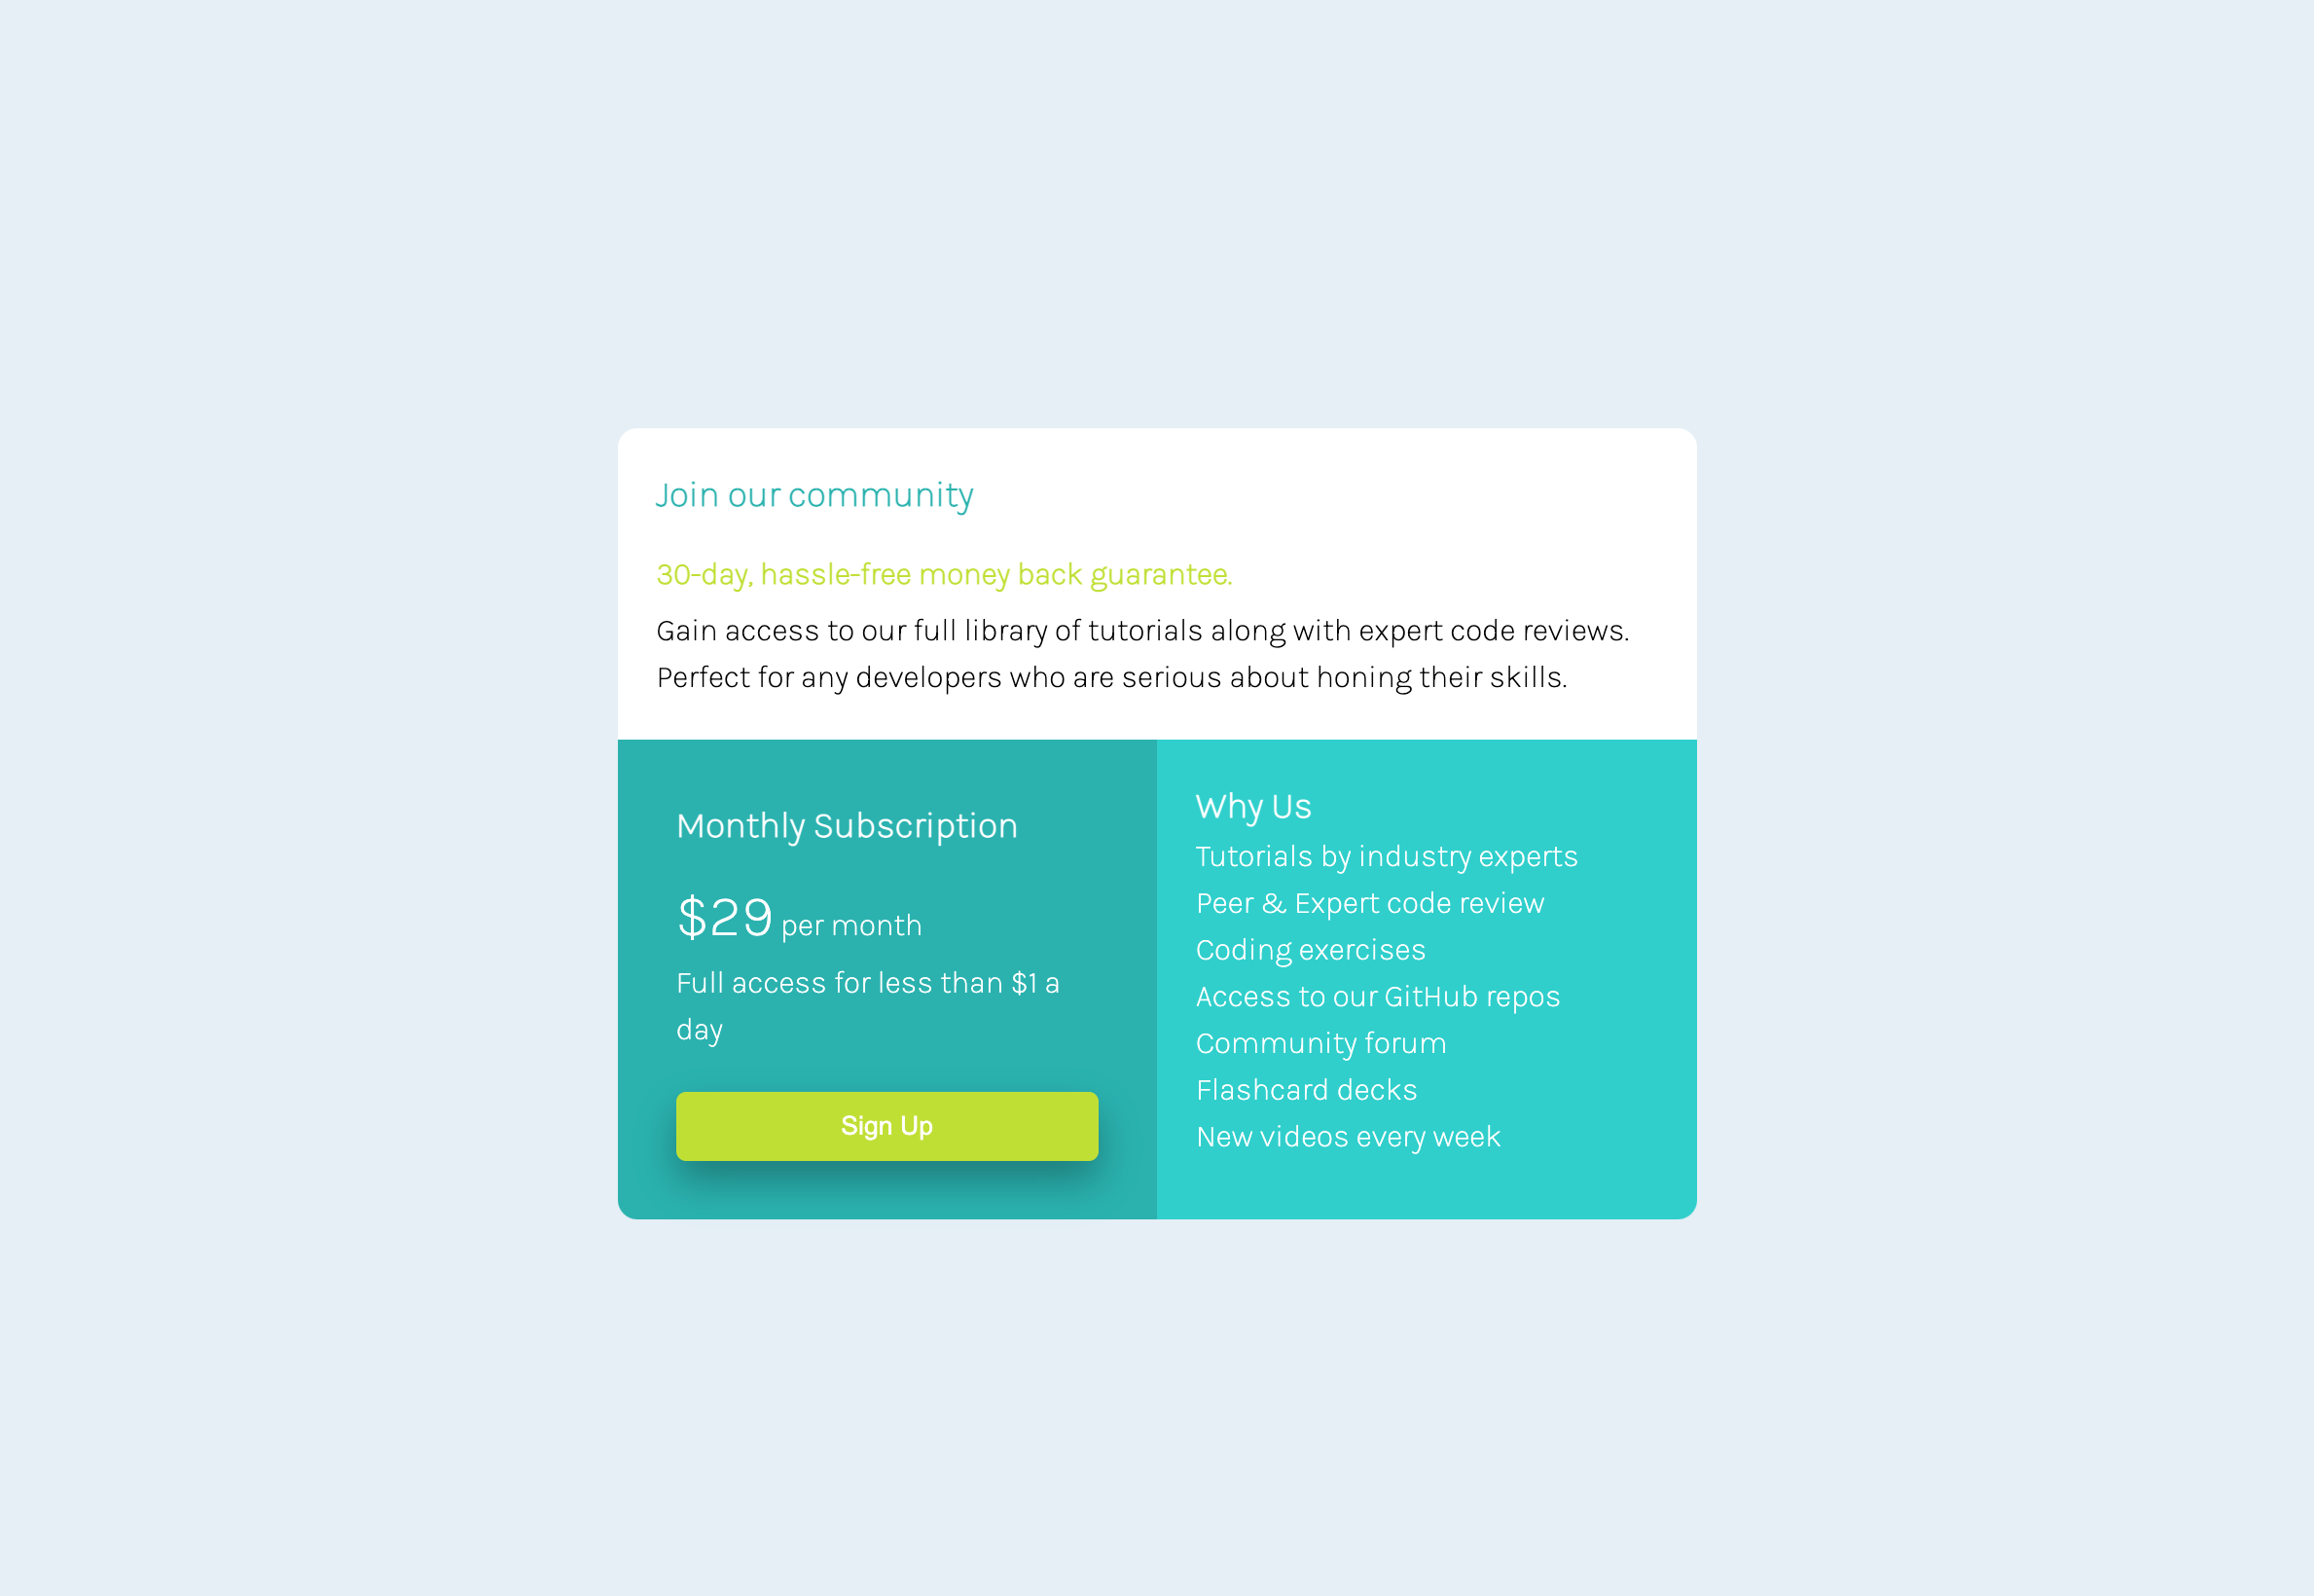 Join our community
30-day, hassle-free money back guarantee.
Gain access to our full library of tutorials along with expert code reviews.
Perfect for any developers who are serious about honing their skills.
Monthly Subscription
$29 per month
Full access for less than $1 a
day
Sign Up
Why Us
Tutorials by industry experts
Peer & Expert code review
Coding exercises
Access to our GitHub repos
Community forum
Flashcard decks
New videos every week